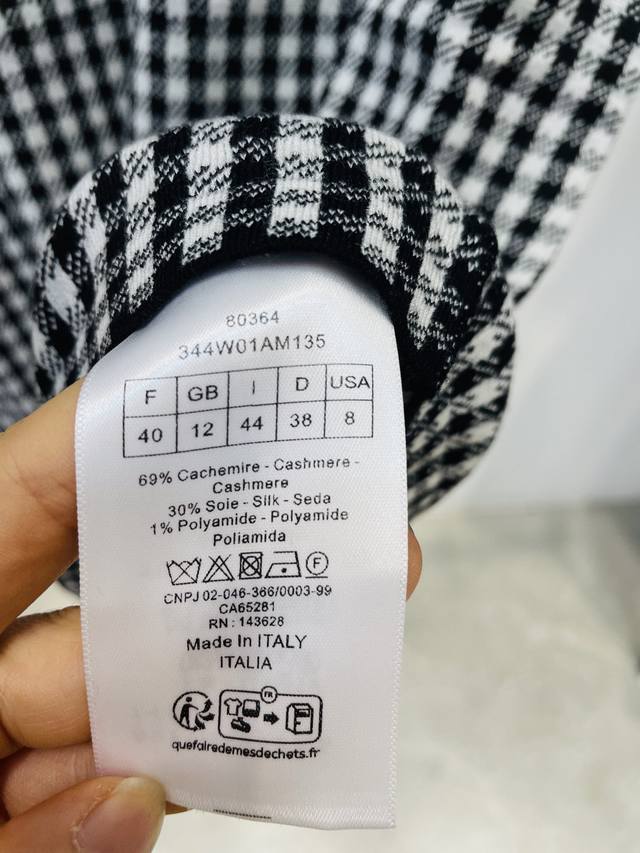 80364
344W01AM135
F GB I D USA
40 12 44 38 8
69% Cachemire - Cashmere -
Cashmere
30% Soie - Silk - Seda
1% Polyamide - Polyamide
Poliamida
F
CNPJ 02-046-366/0003-99
CA65281
RN : 143628
Made In ITALY
ITALIA
FR
quefairedemesdechets.fr